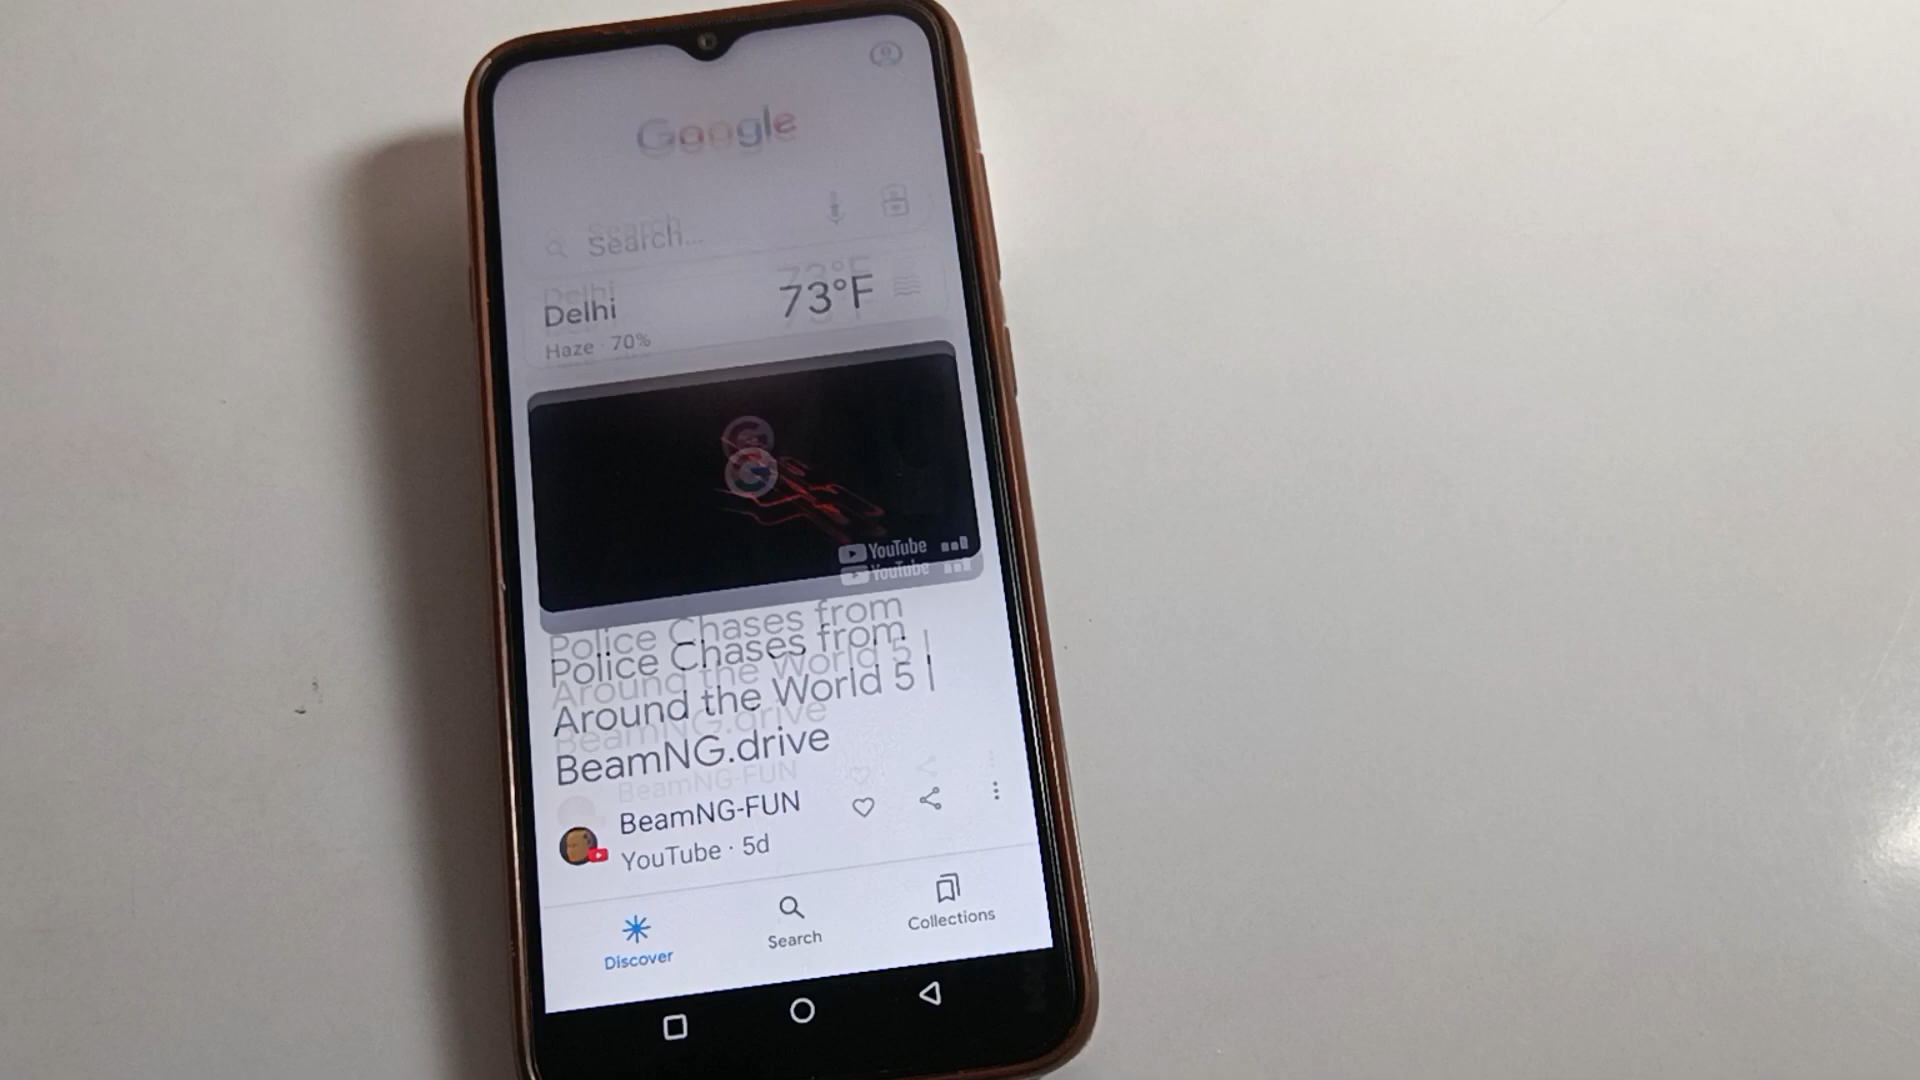 Google
Search...
Delhi
73°F
Haze · 70%
YouTube
Police Chases from
Around the World 5 |
BeamNG.drive
BeamNG-FUN
YouTube · 5d
Discover
Search
Collections